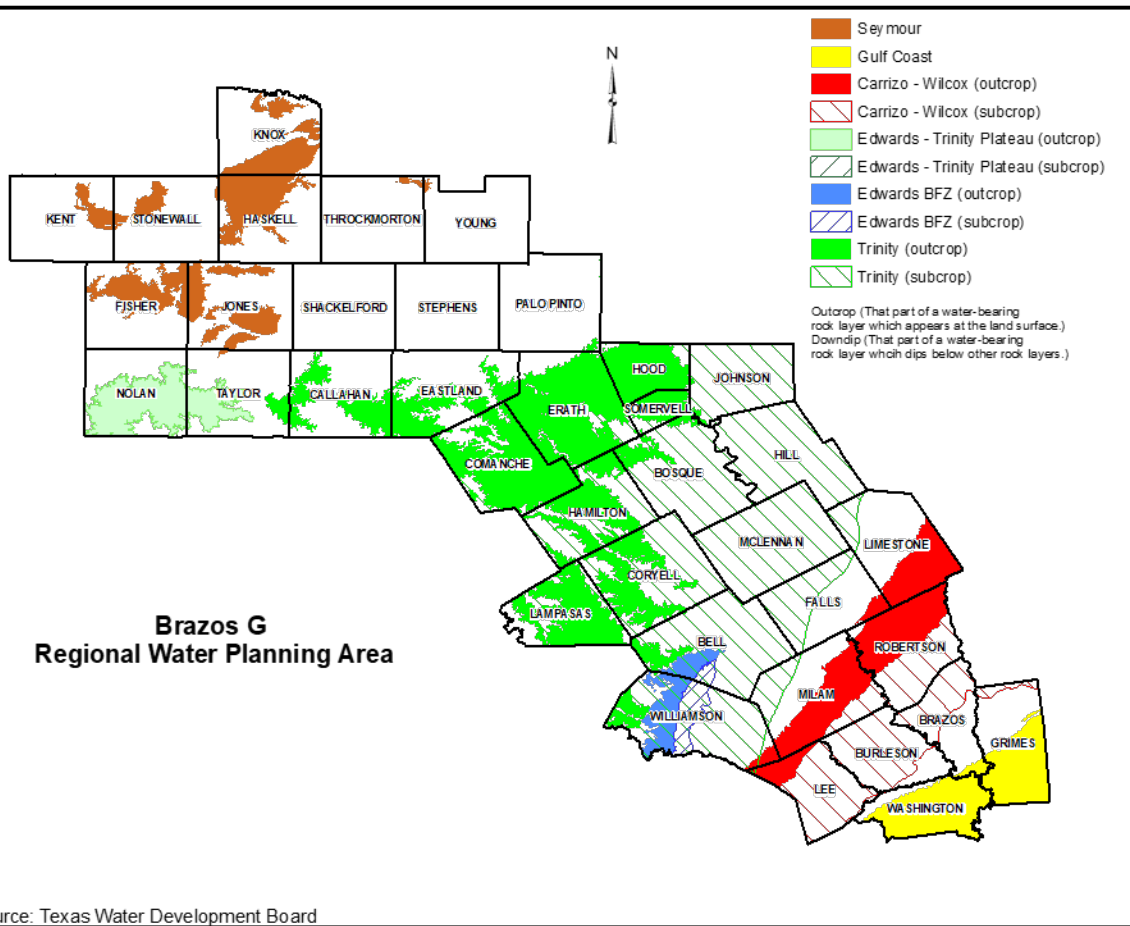 N
Seymour
Gulf Coast
Carrizo - Wilcox (outcrop)
Carrizo - Wilcox (subcrop)
Edwards - Trinity Plateau (outcrop)
Edwards - Trinity Plateau (subcrop)
Edwards BFZ (outcrop)
Edwards BFZ (subcrop)
Trinity (outcrop)
Trinity (subcrop)
Outcrop (That part of a water-bearing
rock layer which appears at the land surface.)
Downdip (That part of a water-bearing
rock layer whcih dips below other rock layers.)
KNOX
KENT
STONEWALL
HASKELL
THROCKMORTON
YOUNG
FISHER
JONES
SHACKELFORD
STEPHENS
PALO PINTO
NOLAN
TAYLOR
CALLAHAN
EASTLAND
ERATH
HOOD
JOHNSON
SOMERVELL
COMANCHE
BOSQUE
HILL
HAMILTON
MCLENNAN
LIMESTONE
CORYELL
FALLS
LAMPASAS
BELL
ROBERTSON
MILAM
WILLIAMSON
BRAZOS
GRIMES
BURLESON
LEE
WASHINGTON
Brazos G
Regional Water Planning Area
urce: Texas Water Development Board